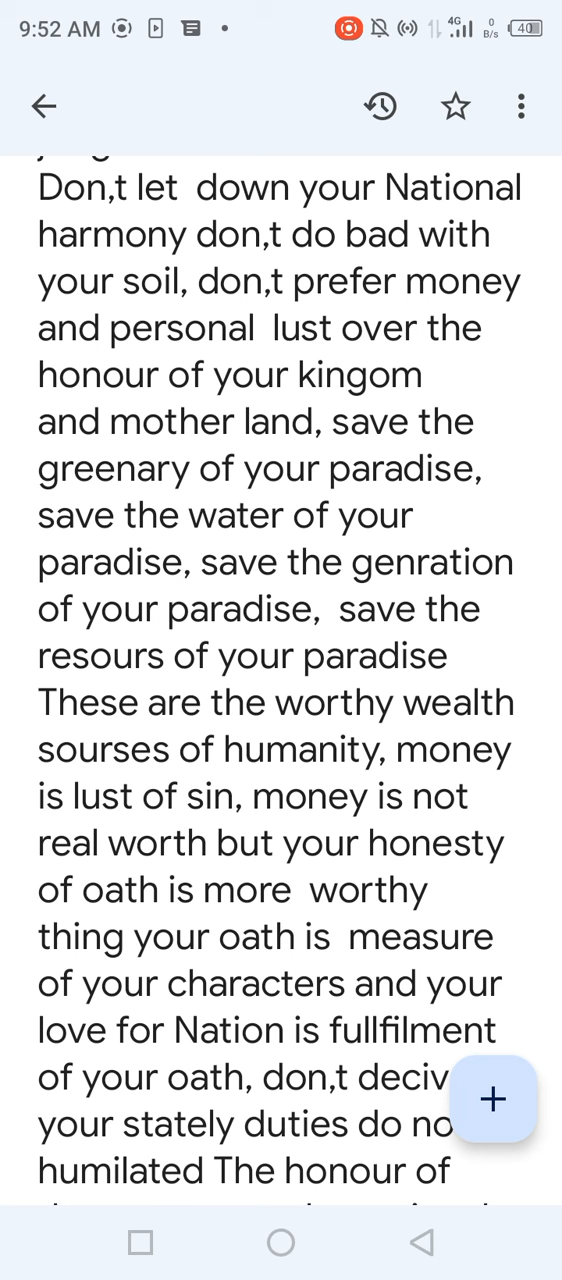 9:52 AM
4G
0
B/s
40
Don,t let  down your National
harmony don,t do bad with
your soil, don,t prefer money
and personal  lust over the
honour of your kingom
and mother land, save the
greenary of your paradise,
save the water of your
paradise, save the genration
of your paradise,  save the
resours of your paradise
These are the worthy wealth
sourses of humanity, money
is lust of sin, money is not
real worth but your honesty
of oath is more  worthy
thing your oath is  measure
of your characters and your
love for Nation is fullfilment
of your oath, don,t deciv
your stately duties do no
humilated The honour of